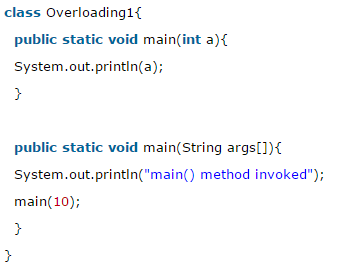 class Overloading1{
public static void main(int a){
System.out.println(a);
}
public static void main(String args[]){
System.out.println("main() method invoked");
main(10);
}
}